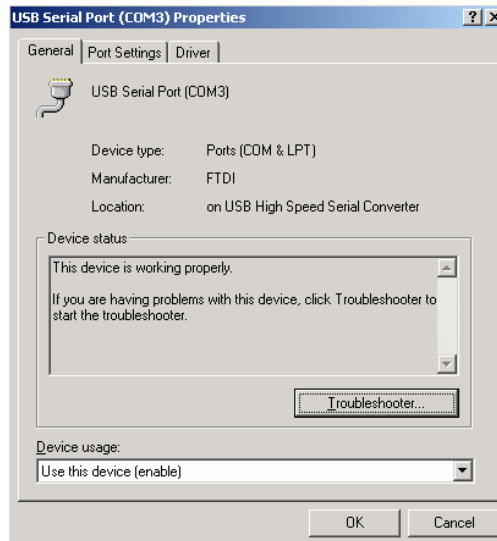 USB Serial Port (COM3) Properties
General Port Settings Driver
USB Serial Port (COM3)
Device type: Ports (COM & LPT)
Manufacturer: FTDI
Location: on USB High Speed Serial Converter
Device status
This device is working properly.
If you are having problems with this device, click Troubleshooter to
start the troubleshooter.
Troubleshooter...
Device usage:
Use this device (enable)
OK Cancel